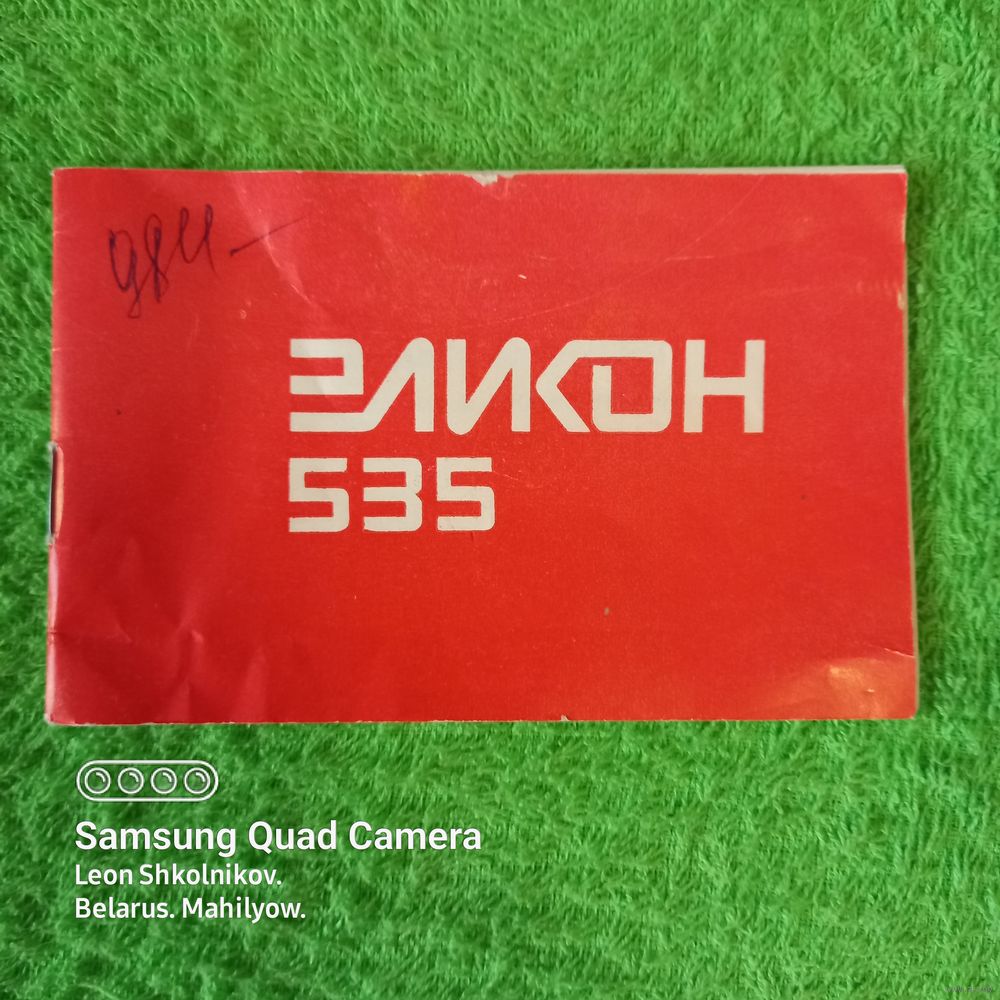 ЭЛИКОН
535
Samsung Quad Camera
Leon Shkolnikov.
Belarus. Mahilyow.